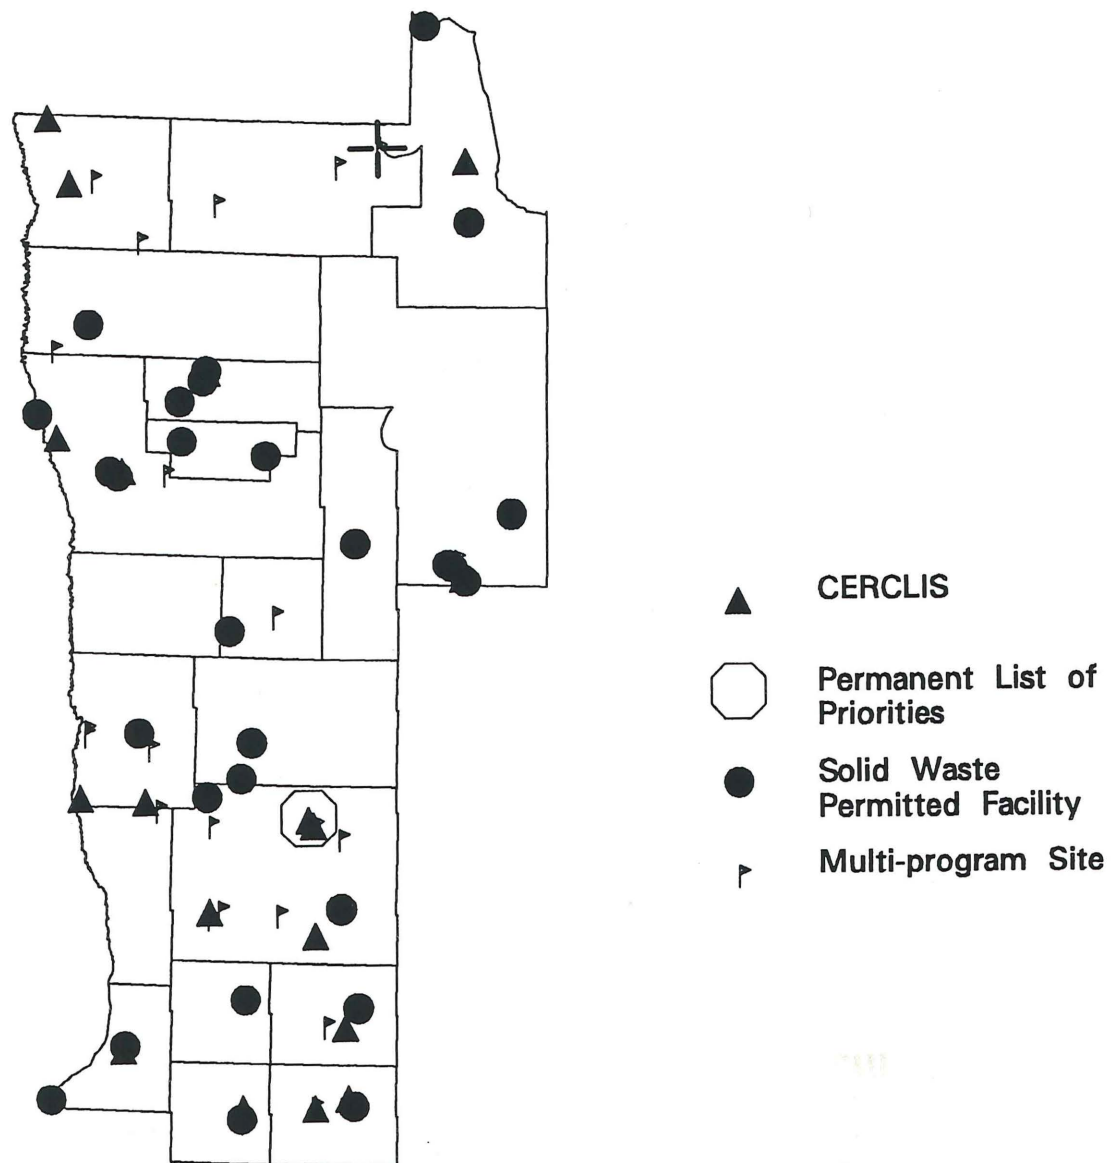 CERCLIS
Permanent List of
Priorities
Solid Waste
Permitted Facility
Multi-program Site